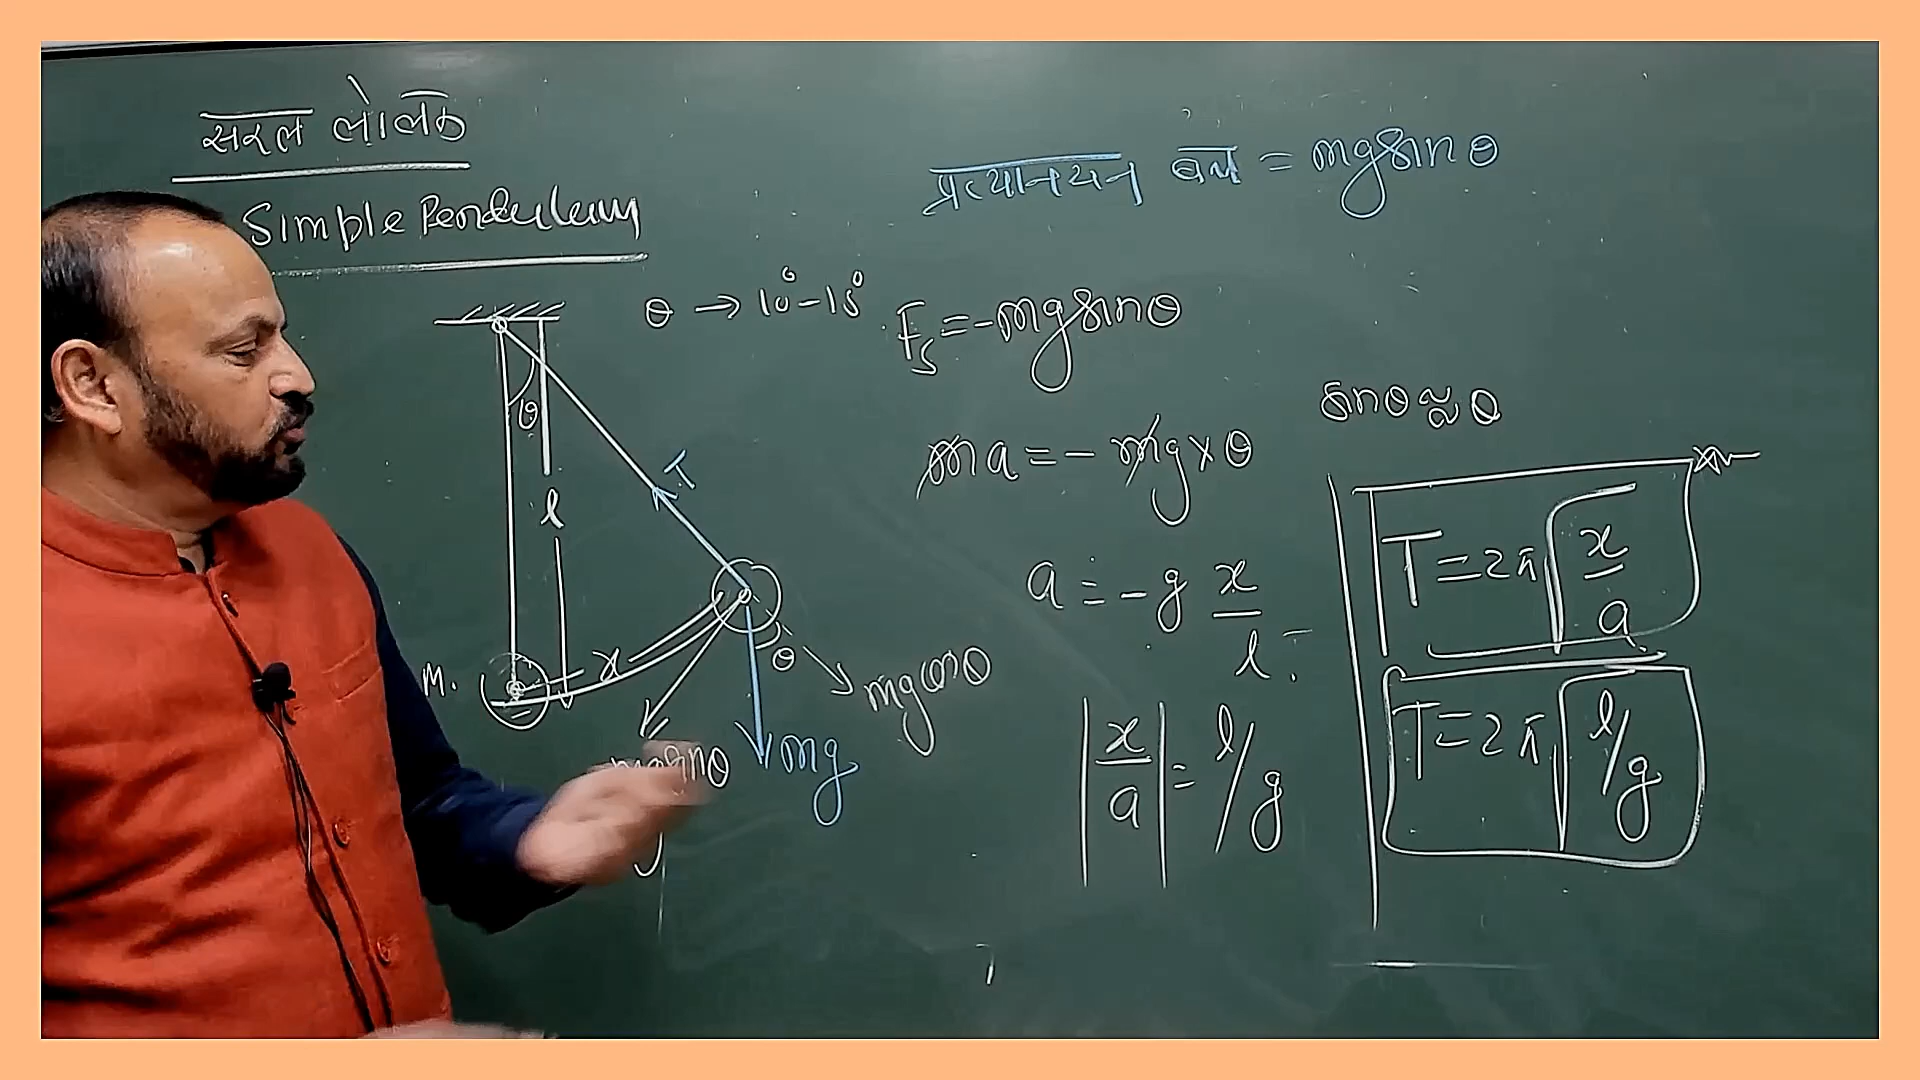 सरल लोलक
Simple Pendulum
प्रत्यानयन बल = mg sinθ
θ → 10° - 15°
F_s = - mg sinθ
sinθ ≈ θ
θ
T
l
ma = - mg × θ
T = 2π √(x/a)
a = - g x/l
M.
x
θ
mg cosθ
mg sinθ
mg
|x/a| = l/g
T = 2π √(l/g)